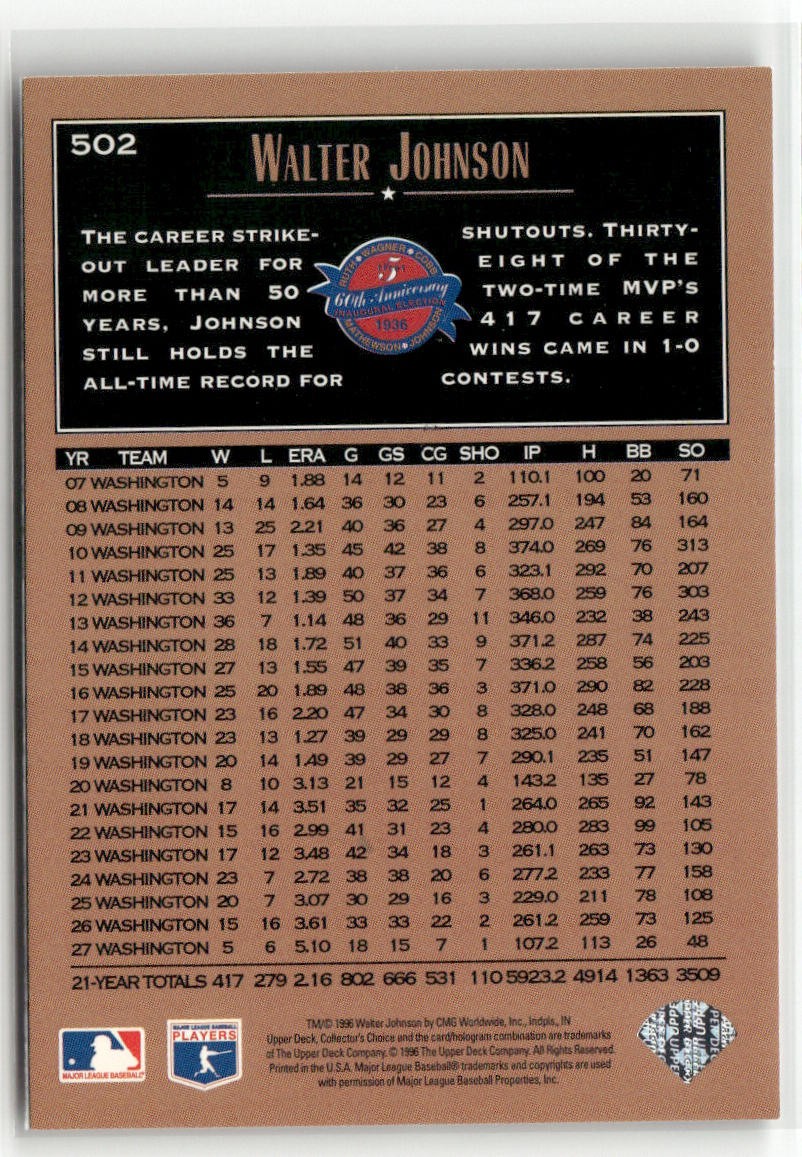 502
WALTER JOHNSON
THE CAREER STRIKE-
OUT LEADER FOR
MORE THAN 50
YEARS, JOHNSON
STILL HOLDS THE
ALL-TIME RECORD FOR
RUTH • WAGNER • COBB
5
60th Anniversary
INAUGURAL ELECTION
1936
MATHEWSON • JOHNSON
SHUTOUTS. THIRTY-
EIGHT OF THE
TWO-TIME MVP'S
417 CAREER
WINS CAME IN 1-0
CONTESTS.
YR TEAM W L ERA G GS CG SHO IP H BB SO
07 WASHINGTON 5 9 1.88 14 12 11 2 110.1 100 20 71
08 WASHINGTON 14 14 1.64 36 30 23 6 257.1 194 53 160
09 WASHINGTON 13 25 2.21 40 36 27 4 297.0 247 84 164
10 WASHINGTON 25 17 1.35 45 42 38 8 374.0 269 76 313
11 WASHINGTON 25 13 1.89 40 37 36 6 323.1 292 70 207
12 WASHINGTON 33 12 1.39 50 37 34 7 368.0 259 76 303
13 WASHINGTON 36 7 1.14 48 36 29 11 346.0 232 38 243
14 WASHINGTON 28 18 1.72 51 40 33 9 371.2 287 74 225
15 WASHINGTON 27 13 1.55 47 39 35 7 336.2 258 56 203
16 WASHINGTON 25 20 1.89 48 38 36 3 371.0 290 82 228
17 WASHINGTON 23 16 2.20 47 34 30 8 328.0 248 68 188
18 WASHINGTON 23 13 1.27 39 29 29 8 325.0 241 70 162
19 WASHINGTON 20 14 1.49 39 29 27 7 290.1 235 51 147
20 WASHINGTON 8 10 3.13 21 15 12 4 143.2 135 27 78
21 WASHINGTON 17 14 3.51 35 32 25 1 264.0 265 92 143
22 WASHINGTON 15 16 2.99 41 31 23 4 280.0 283 99 105
23 WASHINGTON 17 12 3.48 42 34 18 3 261.1 263 73 130
24 WASHINGTON 23 7 2.72 38 38 20 6 277.2 233 77 158
25 WASHINGTON 20 7 3.07 30 29 16 3 229.0 211 78 108
26 WASHINGTON 15 16 3.61 33 33 22 2 261.2 259 73 125
27 WASHINGTON 5 6 5.10 18 15 7 1 107.2 113 26 48
21-YEAR TOTALS 417 279 2.16 802 666 531 110 5923.2 4914 1363 3509
MAJOR LEAGUE BASEBALL®
MAJOR LEAGUE BASEBALL
PLAYERS
TM/© 1996 Walter Johnson by CMG Worldwide, Inc., Indpls., IN
Upper Deck, Collector's Choice and the card/hologram combination are trademarks
of The Upper Deck Company. © 1996 The Upper Deck Company. All Rights Reserved.
Printed in the U.S.A. Major League Baseball® trademarks and copyrights are used
with permission of Major League Baseball Properties, Inc.